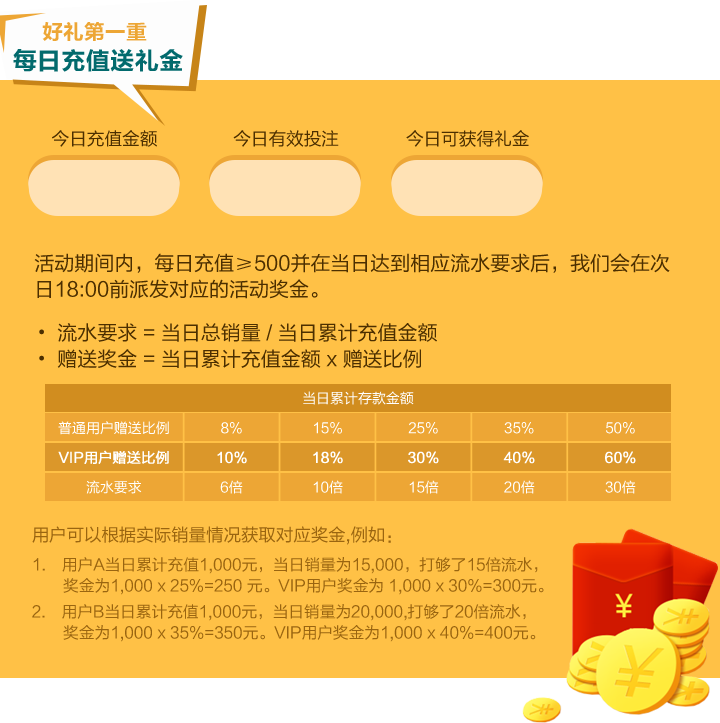 好礼第一重
每日充值送礼金
今日充值金额 今日有效投注 今日可获得礼金
活动期间内，每日充值≥500并在当日达到相应流水要求后，我们会在次
日18:00前派发对应的活动奖金。
• 流水要求 = 当日总销量 / 当日累计充值金额
• 赠送奖金 = 当日累计充值金额 x 赠送比例
当日累计存款金额
普通用户赠送比例 8% 15% 25% 35% 50%
VIP用户赠送比例 10% 18% 30% 40% 60%
流水要求 6倍 10倍 15倍 20倍 30倍
用户可以根据实际销量情况获取对应奖金,例如：
1. 用户A当日累计充值1,000元，当日销量为15,000，打够了15倍流水，
奖金为1,000 x 25%=250 元。VIP用户奖金为 1,000 x 30%=300元。
2. 用户B当日累计充值1,000元，当日销量为20,000,打够了20倍流水，
奖金为1,000 x 35%=350元。VIP用户奖金为1,000 x 40%=400元。
¥
¥